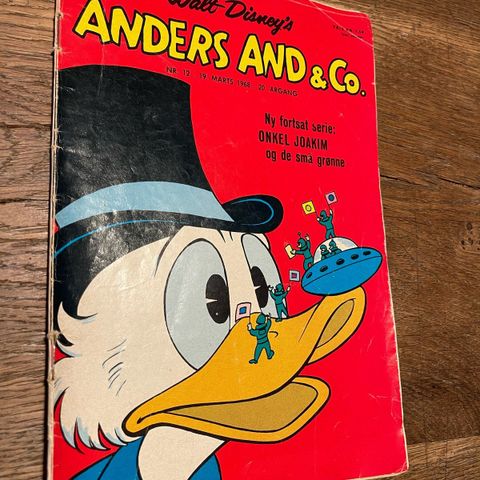 Walt Disney's
ANDERS AND & Co.
NR. 12 . 19. MARTS 1968 . 20. ÅRGANG
Ny fortsat serie:
ONKEL JOAKIM
og de små grønne